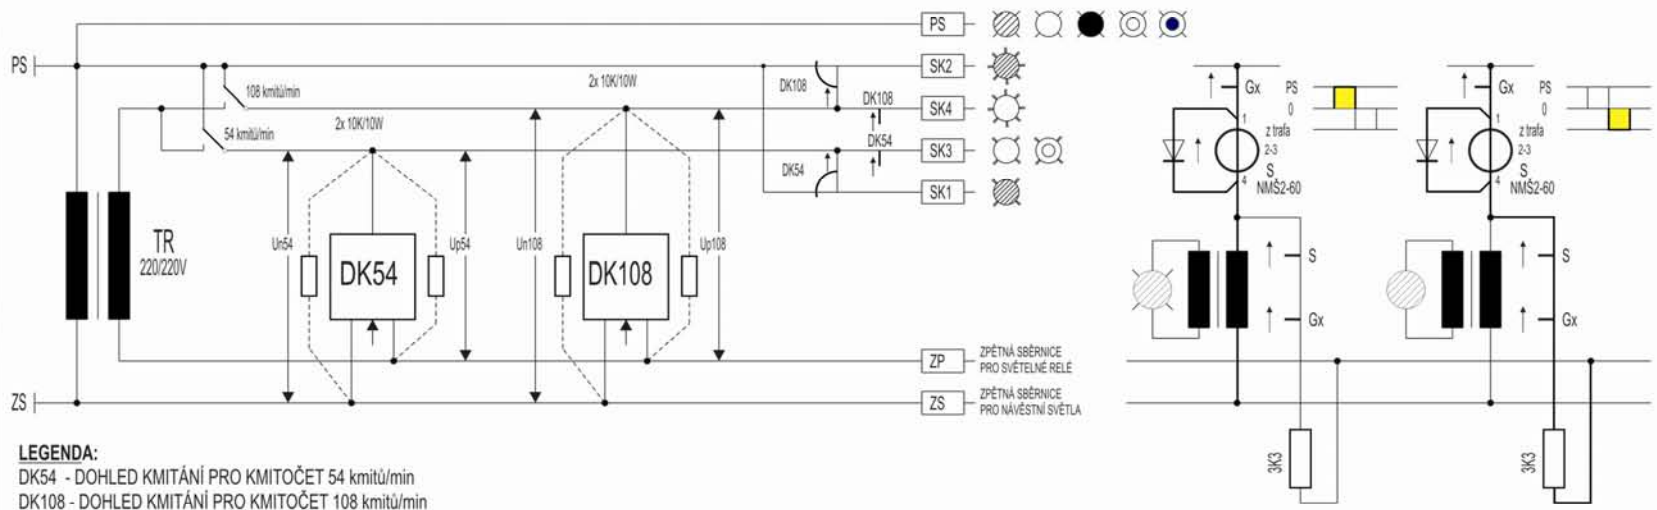 PS
ZS
TR
220/220V
108 kmitů/min
54 kmitů/min
2x 10K/10W
2x 10K/10W
Un54
DK54
Up54
Un108
DK108
Up108
DK108
DK108
DK54
DK54
PS
SK2
SK4
SK3
SK1
ZP
ZPĚTNÁ SBĚRNICE
PRO SVĚTELNÉ RELÉ
ZS
ZPĚTNÁ SBĚRNICE
PRO NÁVĚSTNÍ SVĚTLA
Gx
PS
0
1
z trafa
2-3
S
4
NMŠ2-60
S
Gx
3K3
Gx
PS
0
1
z trafa
2-3
S
4
NMŠ2-60
S
Gx
3K3
LEGENDA:
DK54 - DOHLED KMITÁNÍ PRO KMITOČET 54 kmitů/min
DK108 - DOHLED KMITÁNÍ PRO KMITOČET 108 kmitů/min